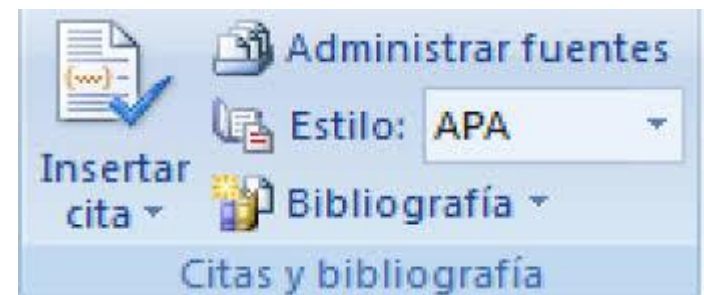 Insertar
cita
Administrar fuentes
Estilo: APA
Bibliografía
Citas y bibliografía